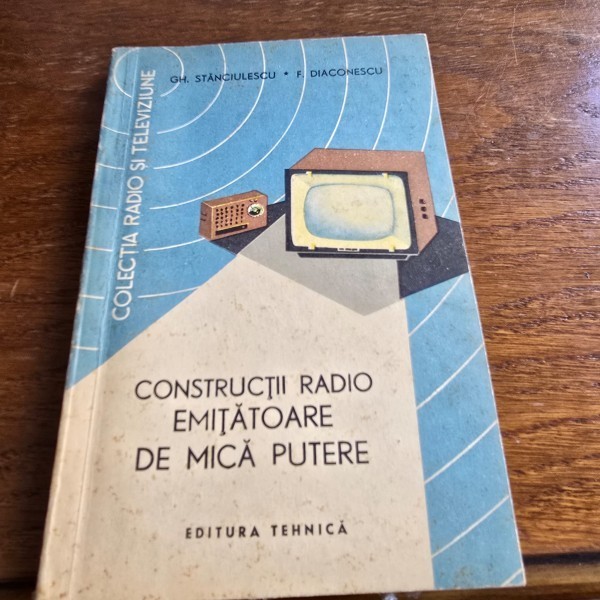 GH. STĂNCIULESCU * F. DIACONESCU
COLECȚIA RADIO ȘI TELEVIZIUNE
CONSTRUCȚII RADIO
EMIȚĂTOARE
DE MICĂ PUTERE
EDITURA TEHNICĂ